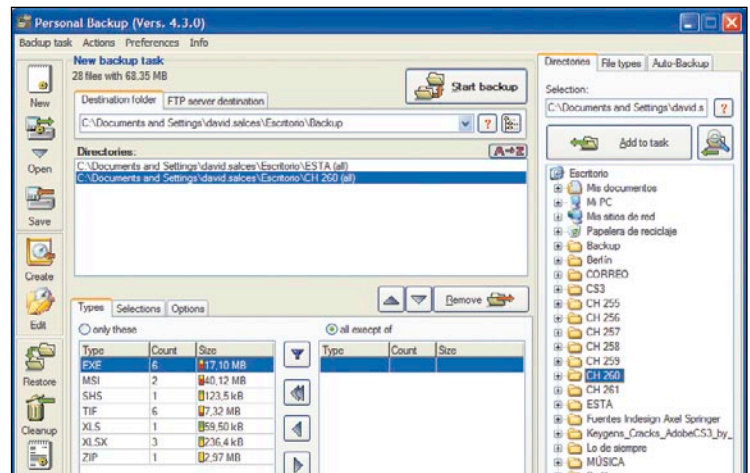 Personal Backup (Vers. 4.3.0)
Backup task Actions Preferences Info
New
Open
Save
Create
Edit
Restore
Cleanup
New backup task
28 files with 68.35 MB
Start backup
Destination folder FTP server destination
C:\Documents and Settings\david.salces\Escritorio\Backup
?
Directories:
A➔Z
C:\Documents and Settings\david.salces\Escritorio\ESTA (all)
C:\Documents and Settings\david.salces\Escritorio\CH 260 (all)
Remove
Types Selections Options
only these
all except of
Type Count Size
EXE 6 17,10 MB
MSI 2 40,12 MB
SHS 1 123,5 kB
TIF 6 7,32 MB
XLS 1 59,50 kB
XLSX 3 236,4 kB
ZIP 1 2,97 MB
Type Count Size
Directories File types Auto-Backup
Selection:
C:\Documents and Settings\david.s
?
Add to task
Escritorio
Mis documentos
Mi PC
Mis sitios de red
Papelera de reciclaje
Backup
Berlín
CORREO
CS3
CH 255
CH 256
CH 257
CH 258
CH 259
CH 260
CH 261
ESTA
Fuentes Indesign Axel Springer
Keygens_Cracks_AdobeCS3_by_
Lo de siempre
MÚSICA